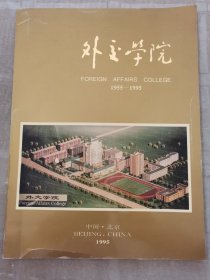 外交学院
FOREIGN AFFAIRS COLLEGE
1955-1995
外交学院
Foreign Affairs College
中国·北京
BEIJING, CHINA
1995